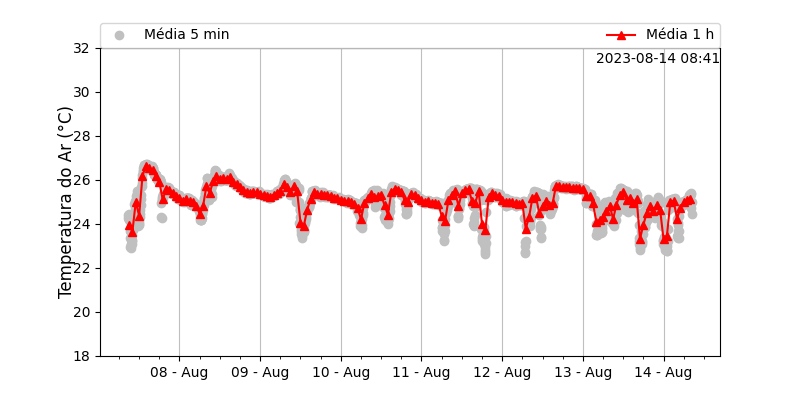 Média 5 min
Média 1 h
2023-08-14 08:41
Temperatura do Ar (°C)
32
30
28
26
24
22
20
18
08 - Aug
09 - Aug
10 - Aug
11 - Aug
12 - Aug
13 - Aug
14 - Aug